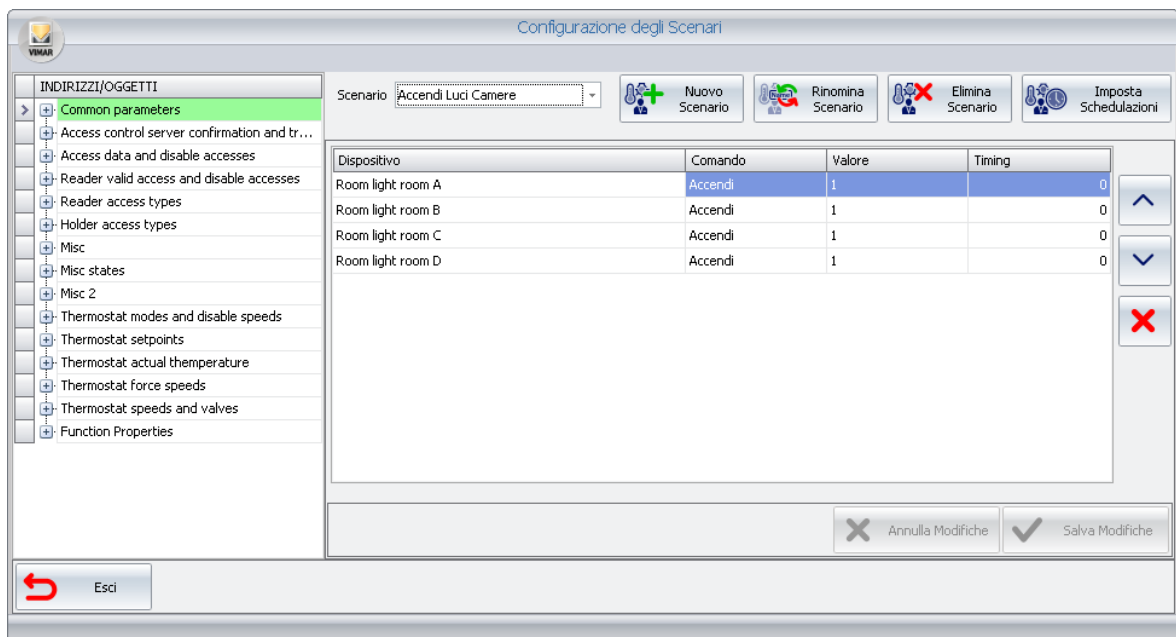 Configurazione degli Scenari
VIMAR
INDIRIZZI/OGGETTI
Common parameters
Access control server confirmation and tr...
Access data and disable accesses
Reader valid access and disable accesses
Reader access types
Holder access types
Misc
Misc states
Misc 2
Thermostat modes and disable speeds
Thermostat setpoints
Thermostat actual themperature
Thermostat force speeds
Thermostat speeds and valves
Function Properties
Scenario Accendi Luci Camere
Nuovo
Scenario
Name
Rinomina
Scenario
Elimina
Scenario
Imposta
Schedulazioni
Dispositivo Comando Valore Timing
Room light room A Accendi 1 0
Room light room B Accendi 1 0
Room light room C Accendi 1 0
Room light room D Accendi 1 0
Annulla Modifiche Salva Modifiche
Esci